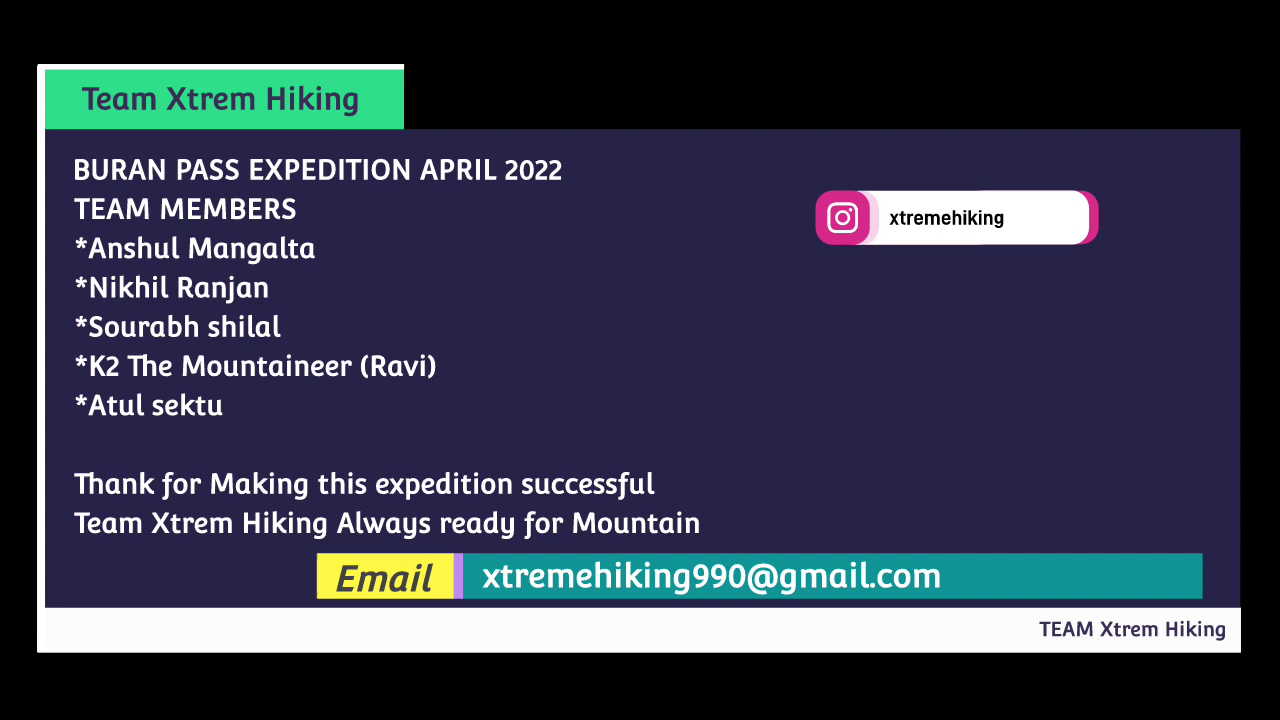 Team Xtrem Hiking
BURAN PASS EXPEDITION APRIL 2022
TEAM MEMBERS
*Anshul Mangalta
*Nikhil Ranjan
*Sourabh shilal
*K2 The Mountaineer (Ravi)
*Atul sektu
xtremehiking
Thank for Making this expedition successful
Team Xtrem Hiking Always ready for Mountain
Email xtremehiking990@gmail.com
TEAM Xtrem Hiking